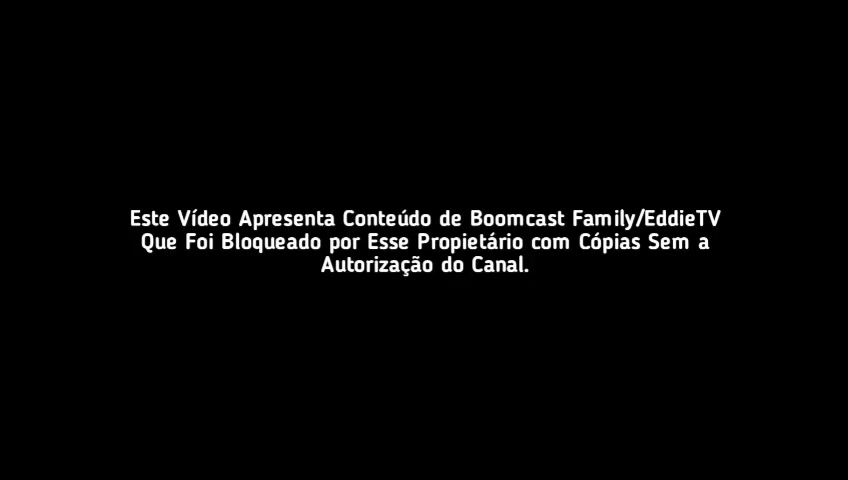 Este Vídeo Apresenta Conteúdo de Boomcast Family/EddieTV
Que Foi Bloqueado por Esse Propietário com Cópias Sem a
Autorização do Canal.